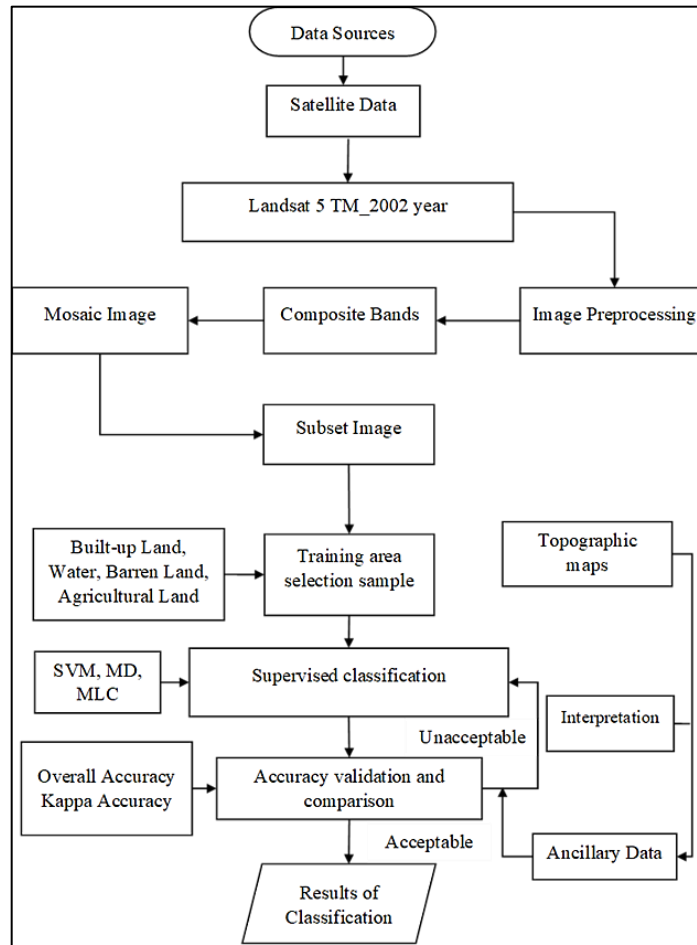 Data Sources
Satellite Data
Landsat 5 TM_2002 year
Mosaic Image
Composite Bands
Image Preprocessing
Subset Image
Built-up Land,
Water, Barren Land,
Agricultural Land
Training area
selection sample
Topographic
maps
SVM, MD,
MLC
Supervised classification
Interpretation
Unacceptable
Overall Accuracy
Kappa Accuracy
Accuracy validation and
comparison
Acceptable
Ancillary Data
Results of
Classification